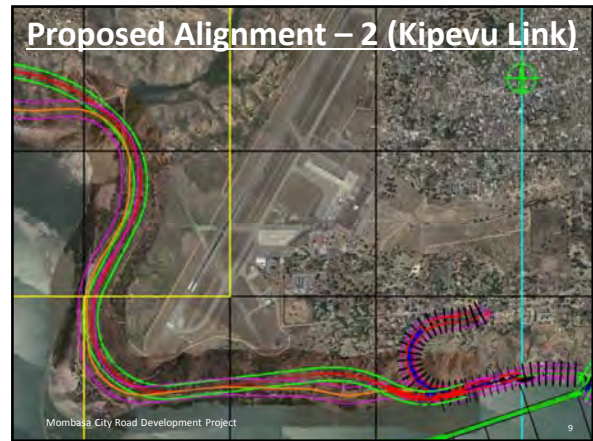 Proposed Alignment – 2 (Kipevu Link)
Mombasa City Road Development Project
9